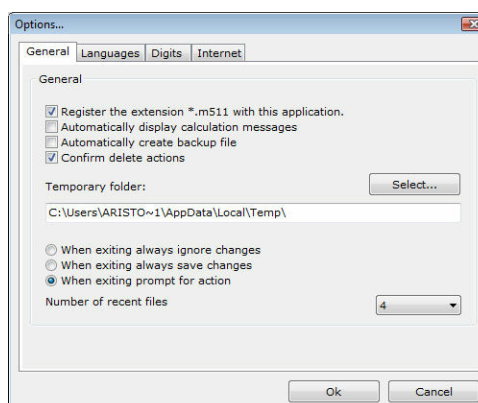 Options...
General Languages Digits Internet
General
Register the extension *.m511 with this application.
Automatically display calculation messages
Automatically create backup file
Confirm delete actions
Temporary folder:
Select...
C:\Users\ARISTO~1\AppData\Local\Temp\
When exiting always ignore changes
When exiting always save changes
When exiting prompt for action
Number of recent files
4
Ok Cancel